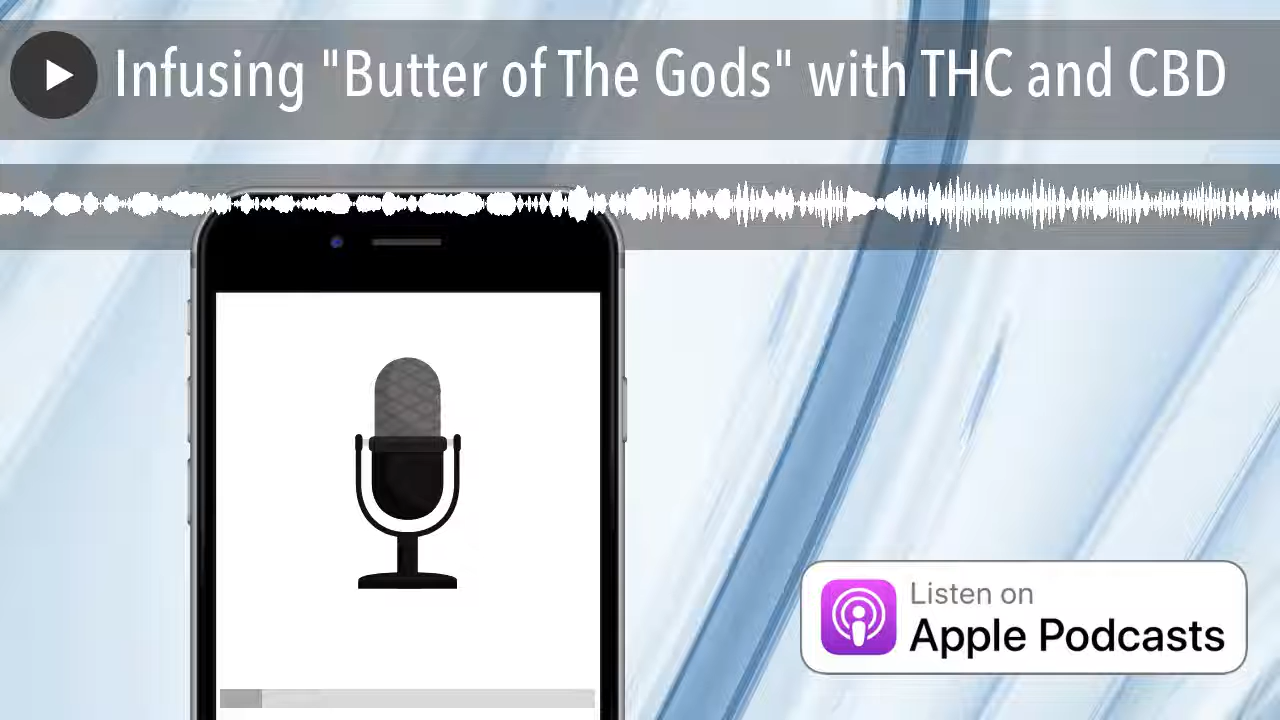 Infusing "Butter of The Gods" with THC and CBD
Listen on
Apple Podcasts